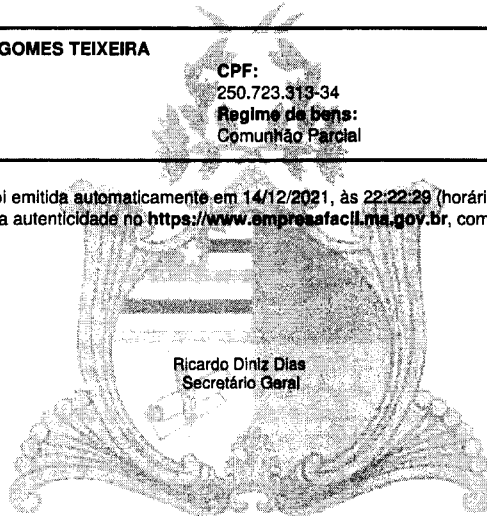 GOMES TEIXEIRA
CPF:
250.723.313-34
Regime de bens:
Comunhão Parcial
oi emitida automaticamente em 14/12/2021, às 22:22:29 (horári
a autenticidade no https://www.empresafacil.ma.gov.br, com
Ricardo Diniz Dias
Secretário Geral